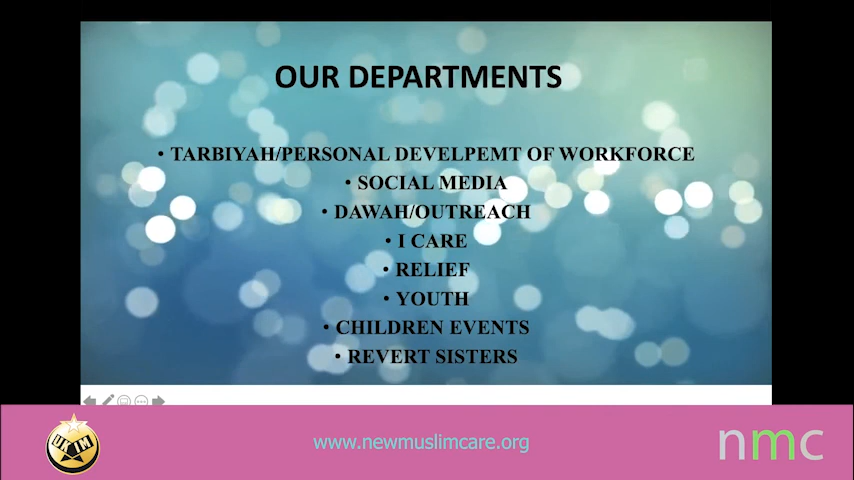 OUR DEPARTMENTS
• TARBIYAH/PERSONAL DEVELPEMT OF WORKFORCE
• SOCIAL MEDIA
• DAWAH/OUTREACH
• I CARE
• RELIEF
• YOUTH
• CHILDREN EVENTS
• REVERT SISTERS
UKIM
www.newmuslimcare.org
nmc